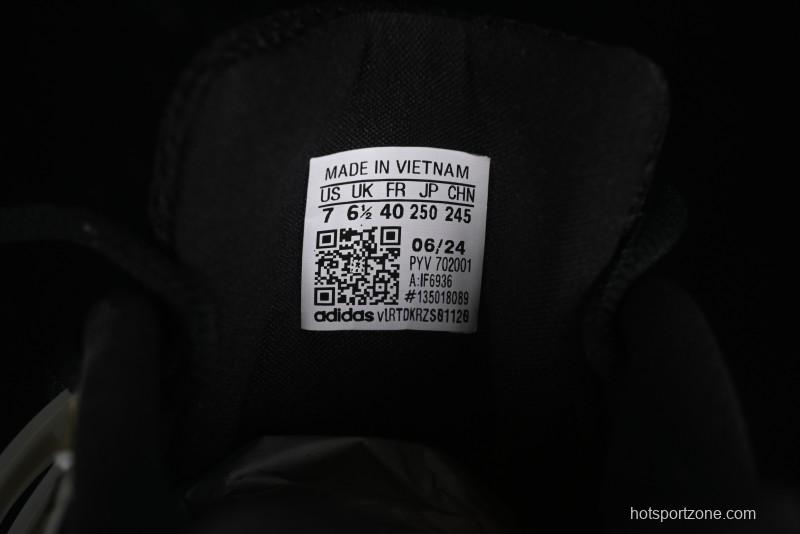 MADE IN VIETNAM
US UK FR JP CHN
7 6½ 40 250 245
06/24
PYV 702001
A:IF6936
#135018089
adidas vLRTDKRZS01120
hotsportzone.com